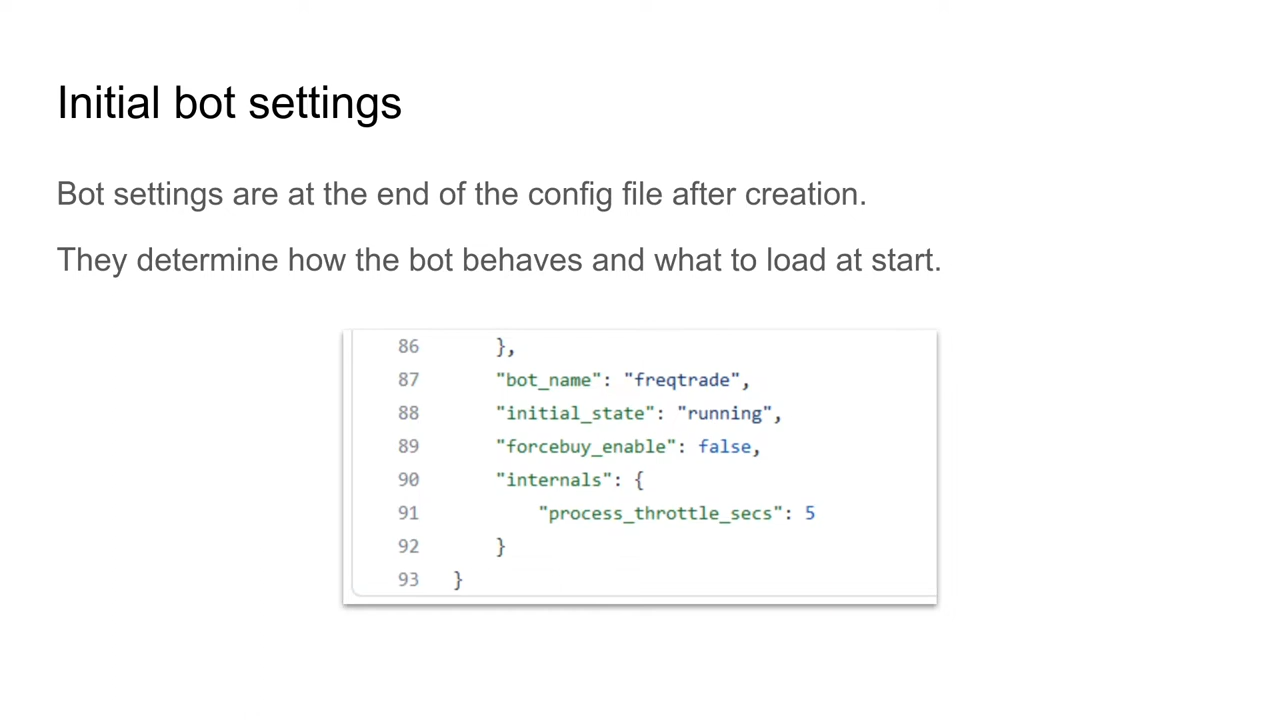 Initial bot settings
Bot settings are at the end of the config file after creation.
They determine how the bot behaves and what to load at start.
86 },
87 "bot_name": "freqtrade",
88 "initial_state": "running",
89 "forcebuy_enable": false,
90 "internals": {
91 "process_throttle_secs": 5
92 }
93 }